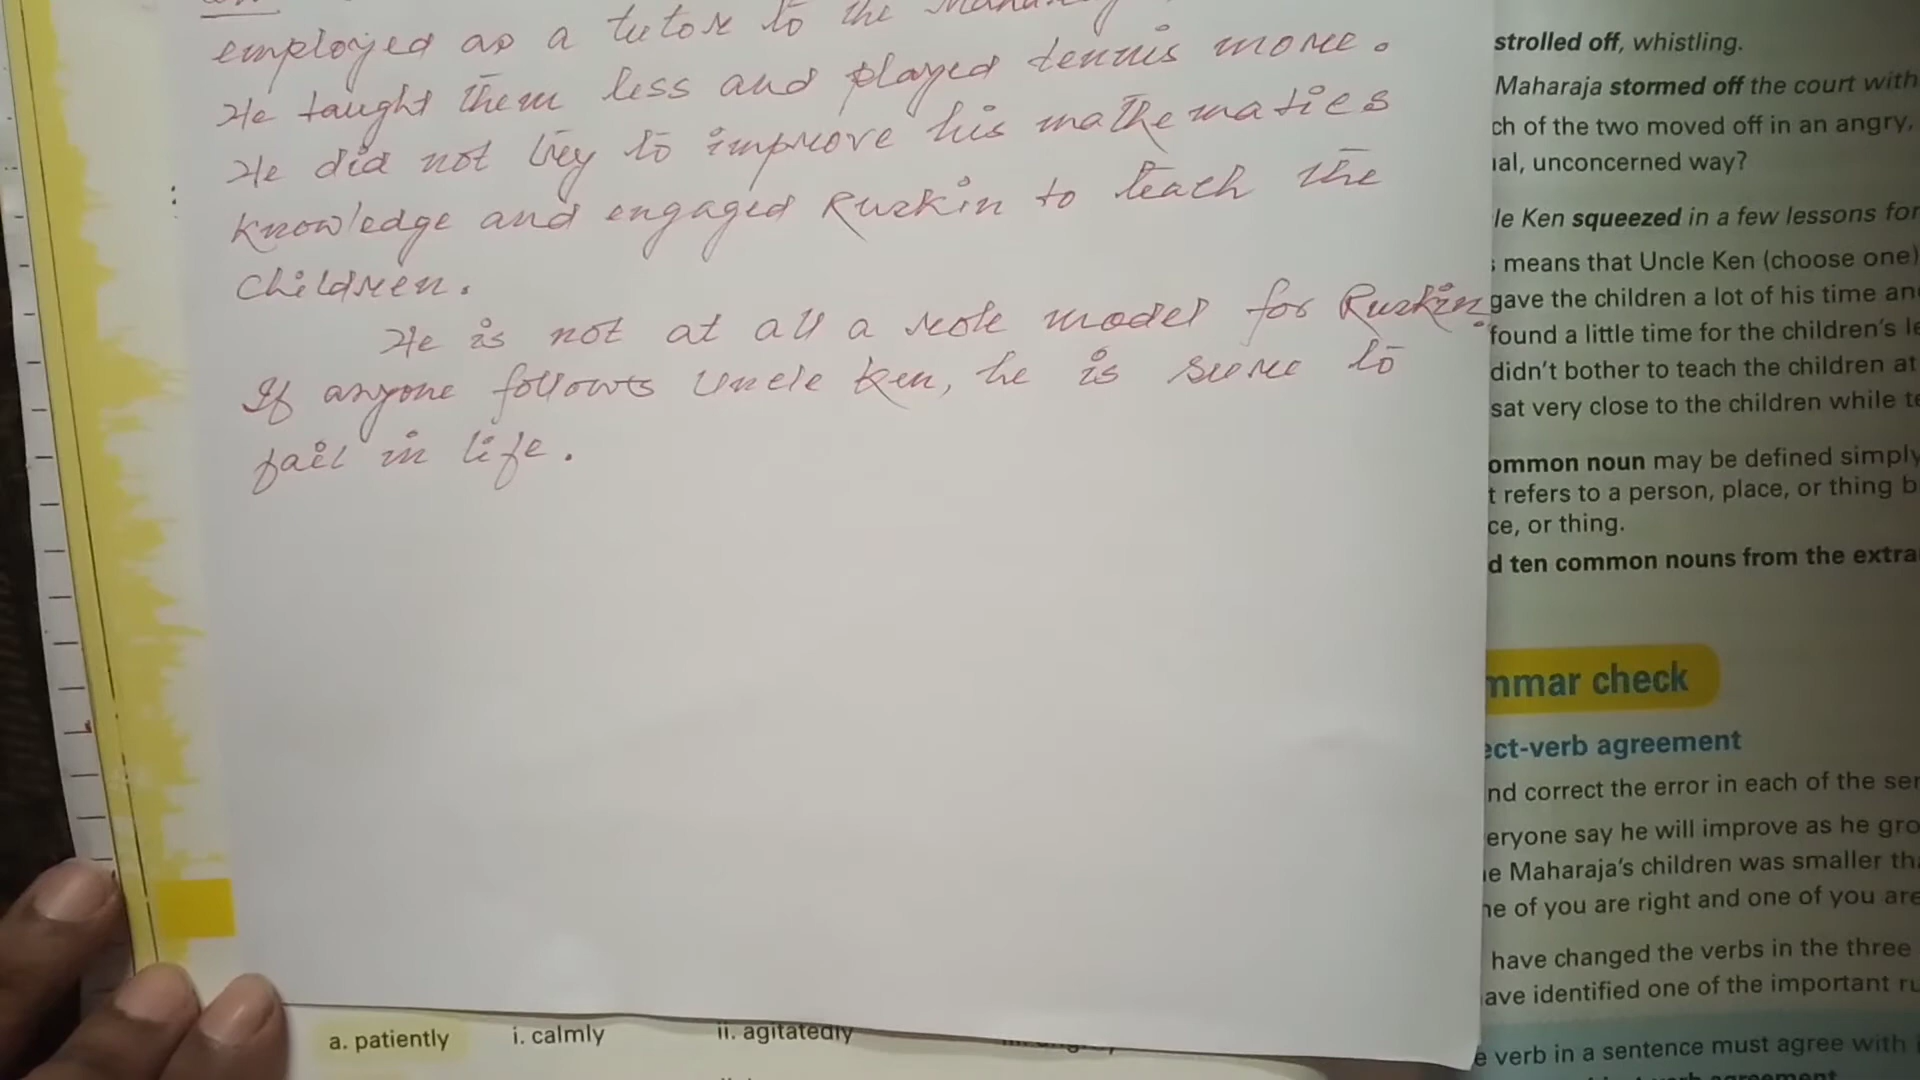 employed as a tutor to the
He taught them less and played tennis more.
He did not try to improve his mathematics
knowledge and engaged Ruskin to teach the
children.
He is not at all a role model for Ruskin.
If anyone follows Uncle Ken, he is sure to
fail in life.
a. patiently i. calmly ii. agitatedly
strolled off, whistling.
Maharaja stormed off the court with
ch of the two moved off in an angry,
al, unconcerned way?
le Ken squeezed in a few lessons for
means that Uncle Ken (choose one)
gave the children a lot of his time an
found a little time for the children's le
didn't bother to teach the children at
sat very close to the children while te
ommon noun may be defined simply
t refers to a person, place, or thing b
ce, or thing.
d ten common nouns from the extra
mmar check
ect-verb agreement
nd correct the error in each of the sen
eryone say he will improve as he gro
e Maharaja's children was smaller tha
ne of you are right and one of you are
have changed the verbs in the three
ave identified one of the important ru
e verb in a sentence must agree with i